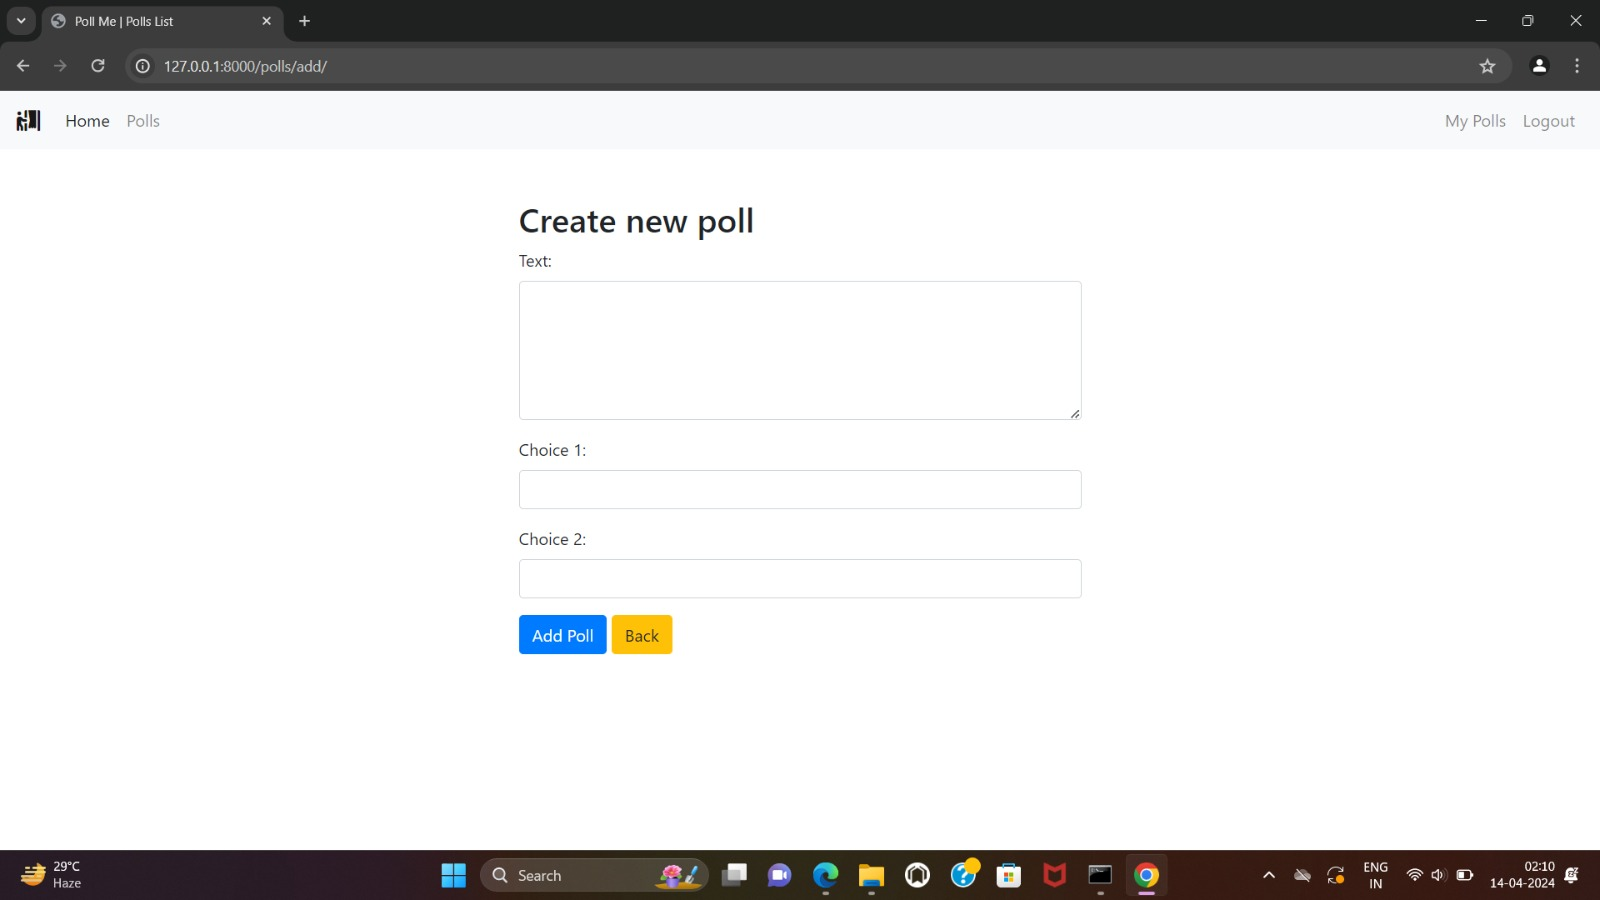 Poll Me | Polls List
127.0.0.1:8000/polls/add/
Home Polls My Polls Logout
Create new poll
Text:
Choice 1:
Choice 2:
Add Poll Back
29°C
Haze
Search
ENG
IN
02:10
14-04-2024